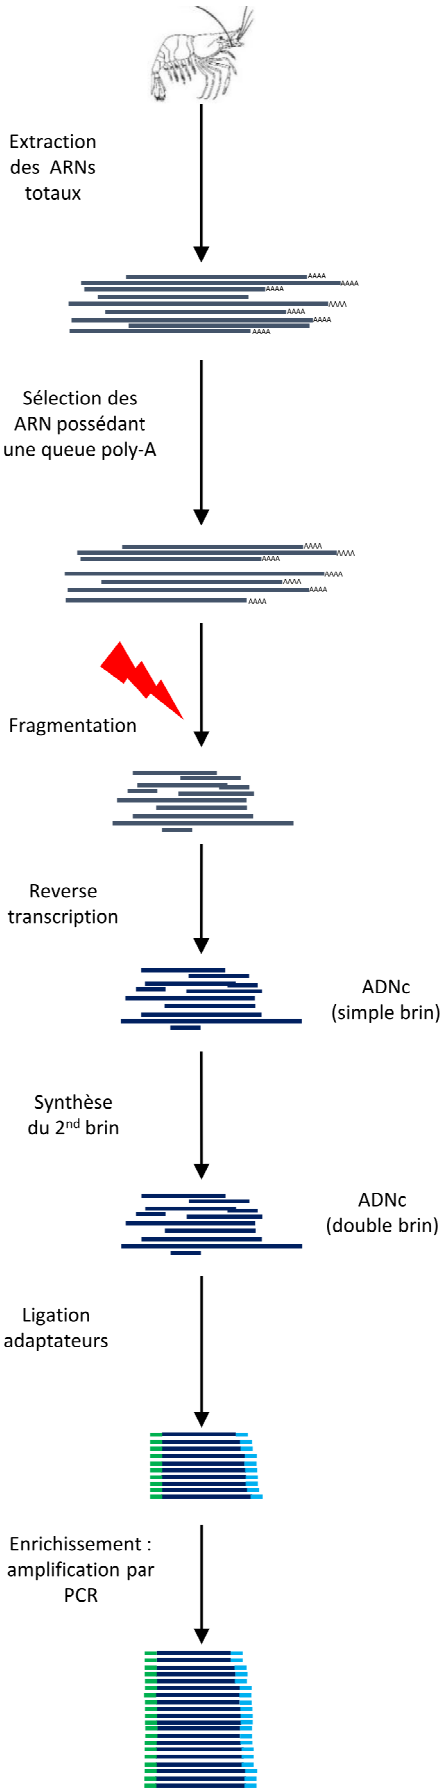 Extraction
des ARNs
totaux
AAAA
AAAA
AAAA
AAAA
AAAA
AAAA
AAAA
Sélection des
ARN possédant
une queue poly-A
AAAA
AAAA
AAAA
AAAA
AAAA
AAAA
AAAA
Fragmentation
Reverse
transcription
ADNc
(simple brin)
Synthèse
du 2nd brin
ADNc
(double brin)
Ligation
adaptateurs
Enrichissement :
amplification par
PCR